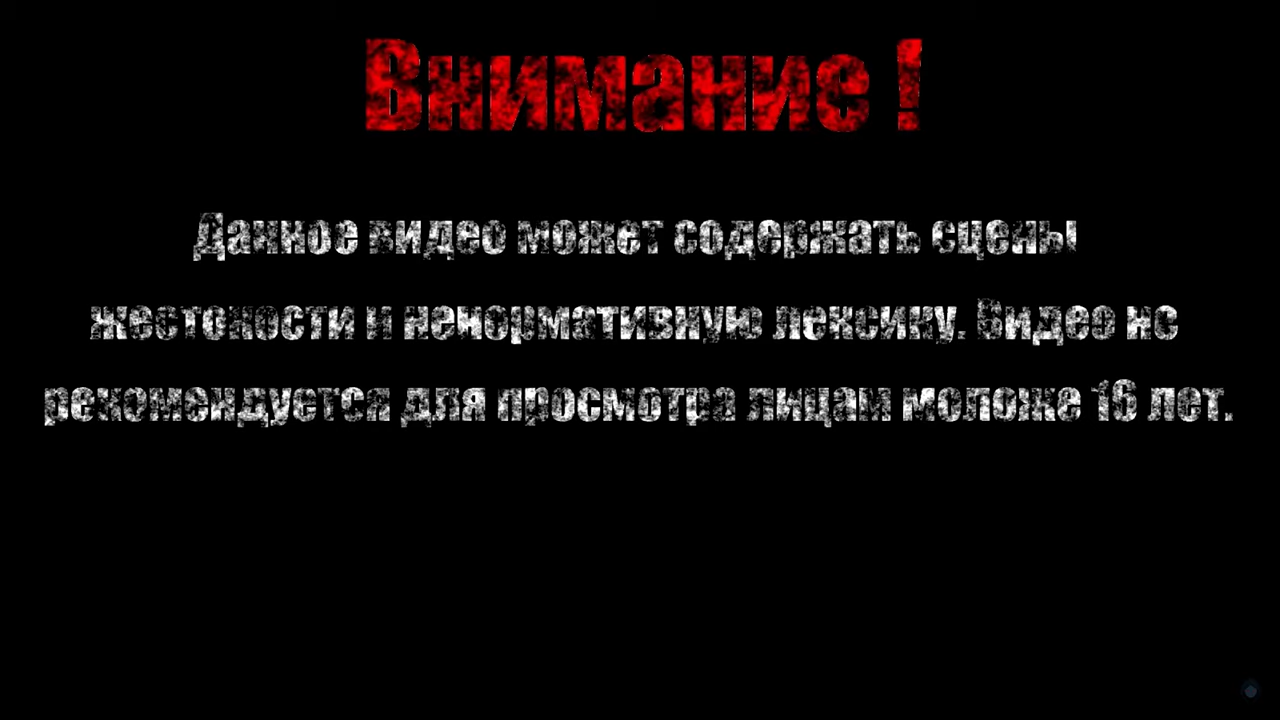 Внимание !
Данное видео может содержать сцены
жестокости и ненормативную лексику. Видео не
рекомендуется для просмотра лицам моложе 16 лет.